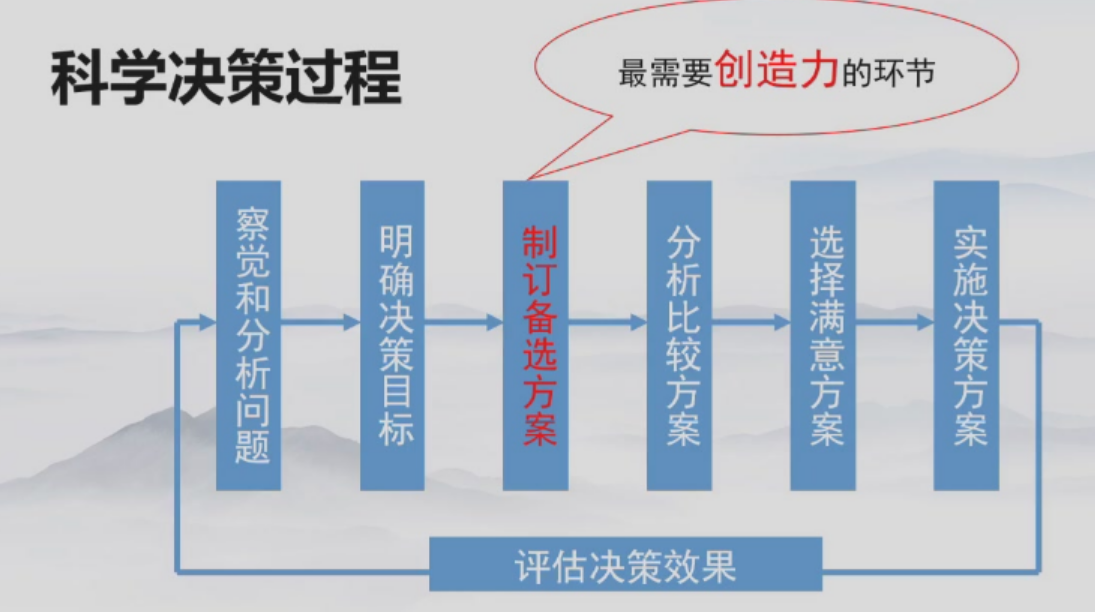 科学决策过程
最需要创造力的环节
察觉和分析问题
明确决策目标
制订备选方案
分析比较方案
选择满意方案
实施决策方案
评估决策效果